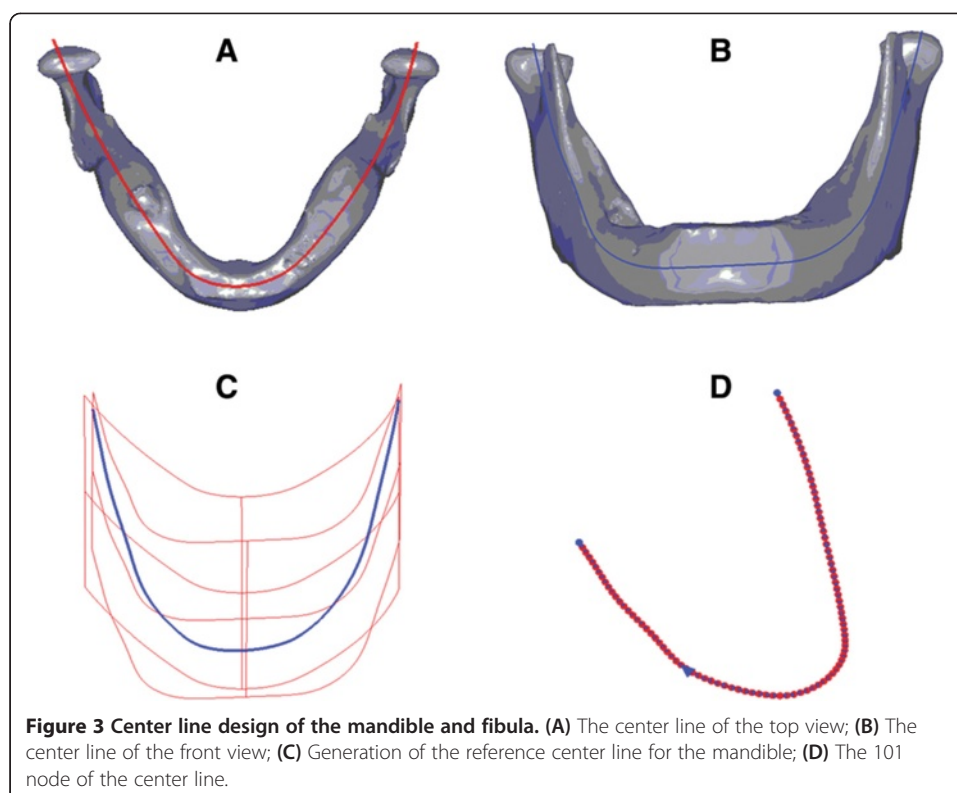 A
B
C
D
Figure 3 Center line design of the mandible and fibula. (A) The center line of the top view; (B) The
center line of the front view; (C) Generation of the reference center line for the mandible; (D) The 101
node of the center line.